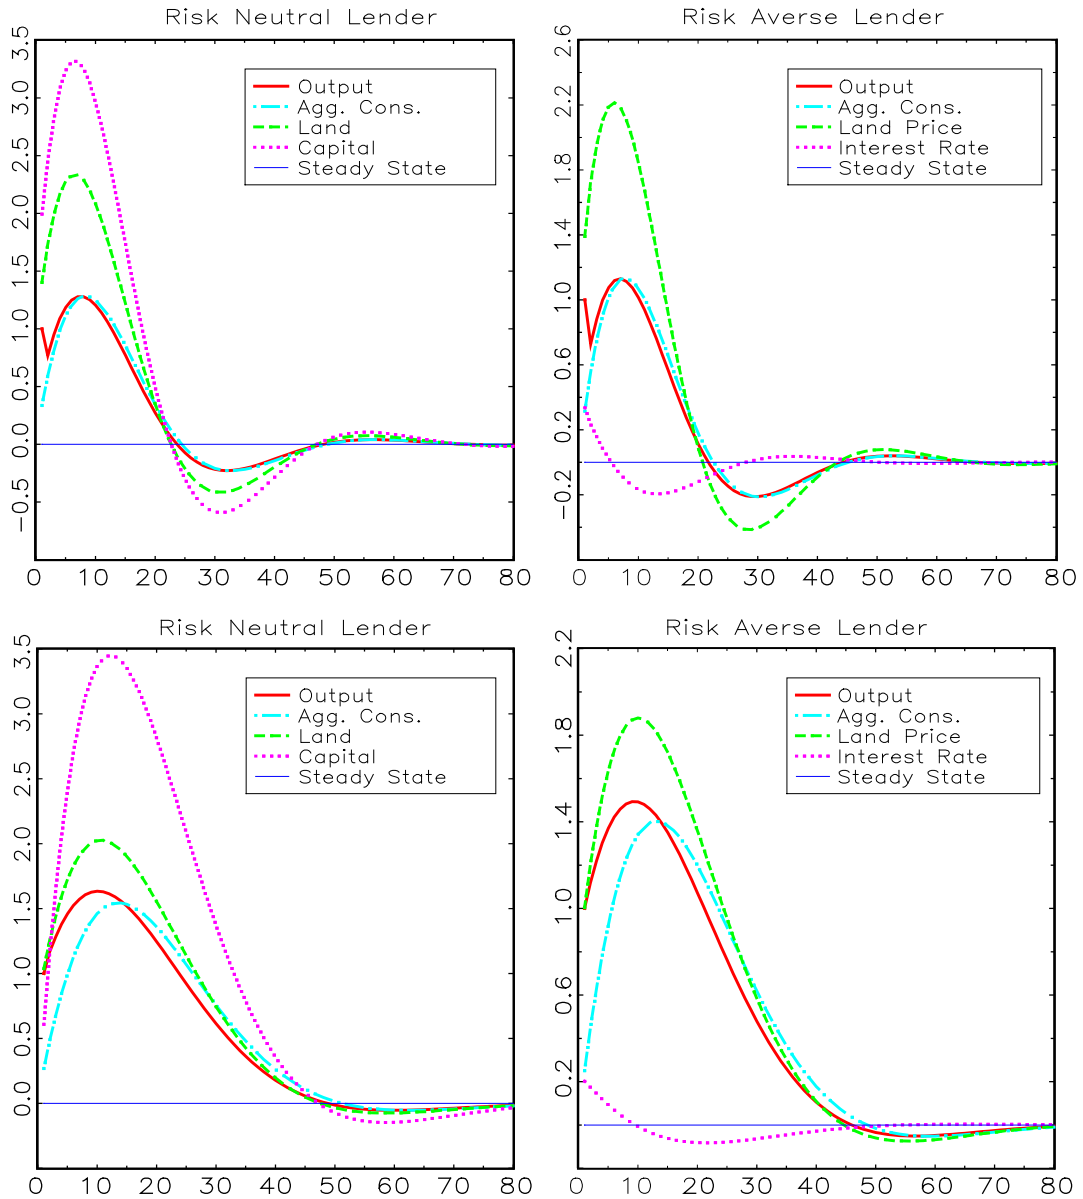 Risk Neutral Lender
3.5
3.0
2.5
2.0
1.5
1.0
0.5
0.0
−0.5
Output
Agg. Cons.
Land
Capital
Steady State
0 10 20 30 40 50 60 70 80
Risk Averse Lender
2.6
2.2
1.8
1.4
1.0
0.6
0.2
−0.2
Output
Agg. Cons.
Land Price
Interest Rate
Steady State
0 10 20 30 40 50 60 70 80
Risk Neutral Lender
3.5
3.0
2.5
2.0
1.5
1.0
0.5
0.0
Output
Agg. Cons.
Land
Capital
Steady State
0 10 20 30 40 50 60 70 80
Risk Averse Lender
2.2
1.8
1.4
1.0
0.6
0.2
Output
Agg. Cons.
Land Price
Interest Rate
Steady State
0 10 20 30 40 50 60 70 80